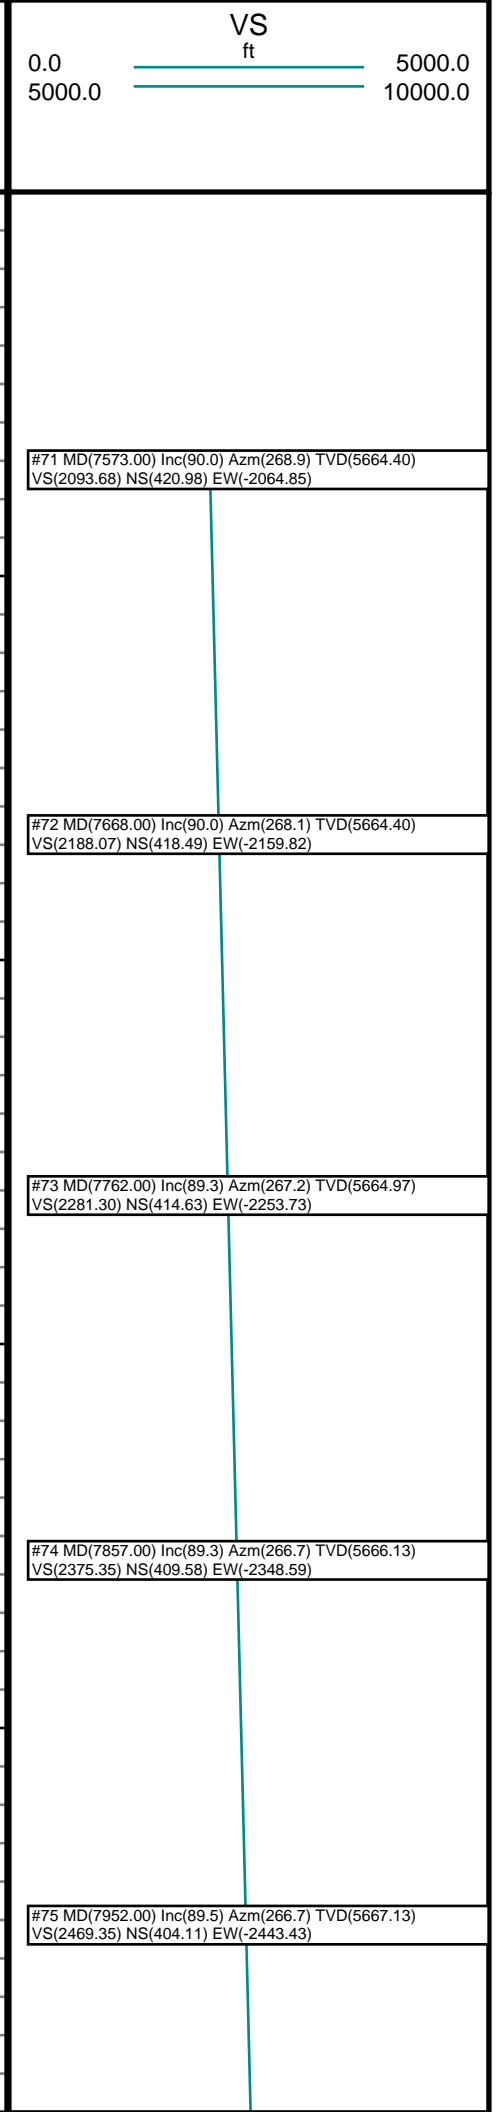 VS
ft
0.0 5000.0
5000.0 10000.0
#71 MD(7573.00) Inc(90.0) Azm(268.9) TVD(5664.40)
VS(2093.68) NS(420.98) EW(-2064.85)
#72 MD(7668.00) Inc(90.0) Azm(268.1) TVD(5664.40)
VS(2188.07) NS(418.49) EW(-2159.82)
#73 MD(7762.00) Inc(89.3) Azm(267.2) TVD(5664.97)
VS(2281.30) NS(414.63) EW(-2253.73)
#74 MD(7857.00) Inc(89.3) Azm(266.7) TVD(5666.13)
VS(2375.35) NS(409.58) EW(-2348.59)
#75 MD(7952.00) Inc(89.5) Azm(266.7) TVD(5667.13)
VS(2469.35) NS(404.11) EW(-2443.43)